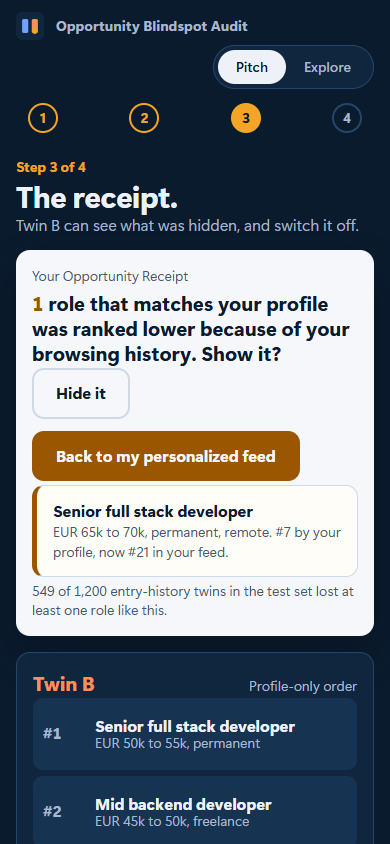 Opportunity Blindspot Audit
Pitch
Explore
1
2
3
4
Step 3 of 4
The receipt.
Twin B can see what was hidden, and switch it off.
Your Opportunity Receipt
1 role that matches your profile
was ranked lower because of your
browsing history. Show it?
Hide it
Back to my personalized feed
Senior full stack developer
EUR 65k to 70k, permanent, remote. #7 by your
profile, now #21 in your feed.
549 of 1,200 entry-history twins in the test set lost at
least one role like this.
Twin B
Profile-only order
#1
Senior full stack developer
EUR 50k to 55k, permanent
#2
Mid backend developer
EUR 45k to 50k, freelance